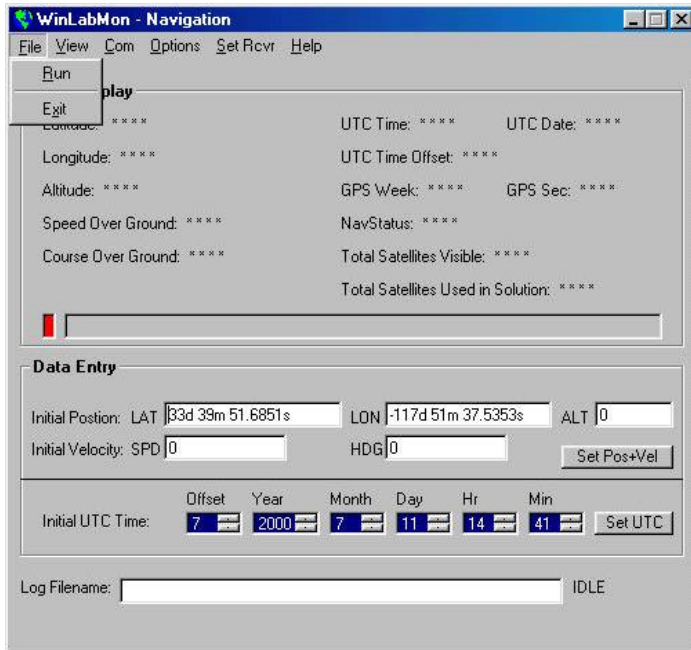 WinLabMon - Navigation
File View Com Options Set Rcvr Help
Run
Exit
play
Latitude: ****
UTC Time: **** UTC Date: ****
Longitude: ****
UTC Time Offset: ****
Altitude: ****
GPS Week: **** GPS Sec: ****
Speed Over Ground: ****
NavStatus: ****
Course Over Ground: ****
Total Satellites Visible: ****
Total Satellites Used in Solution: ****
Data Entry
Initial Postion: LAT 33d 39m 51.6851s LON -117d 51m 37.5353s ALT 0
Initial Velocity: SPD 0 HDG 0 Set Pos+Vel
Offset Year Month Day Hr Min
Initial UTC Time: 7 2000 7 11 14 41 Set UTC
Log Filename: IDLE